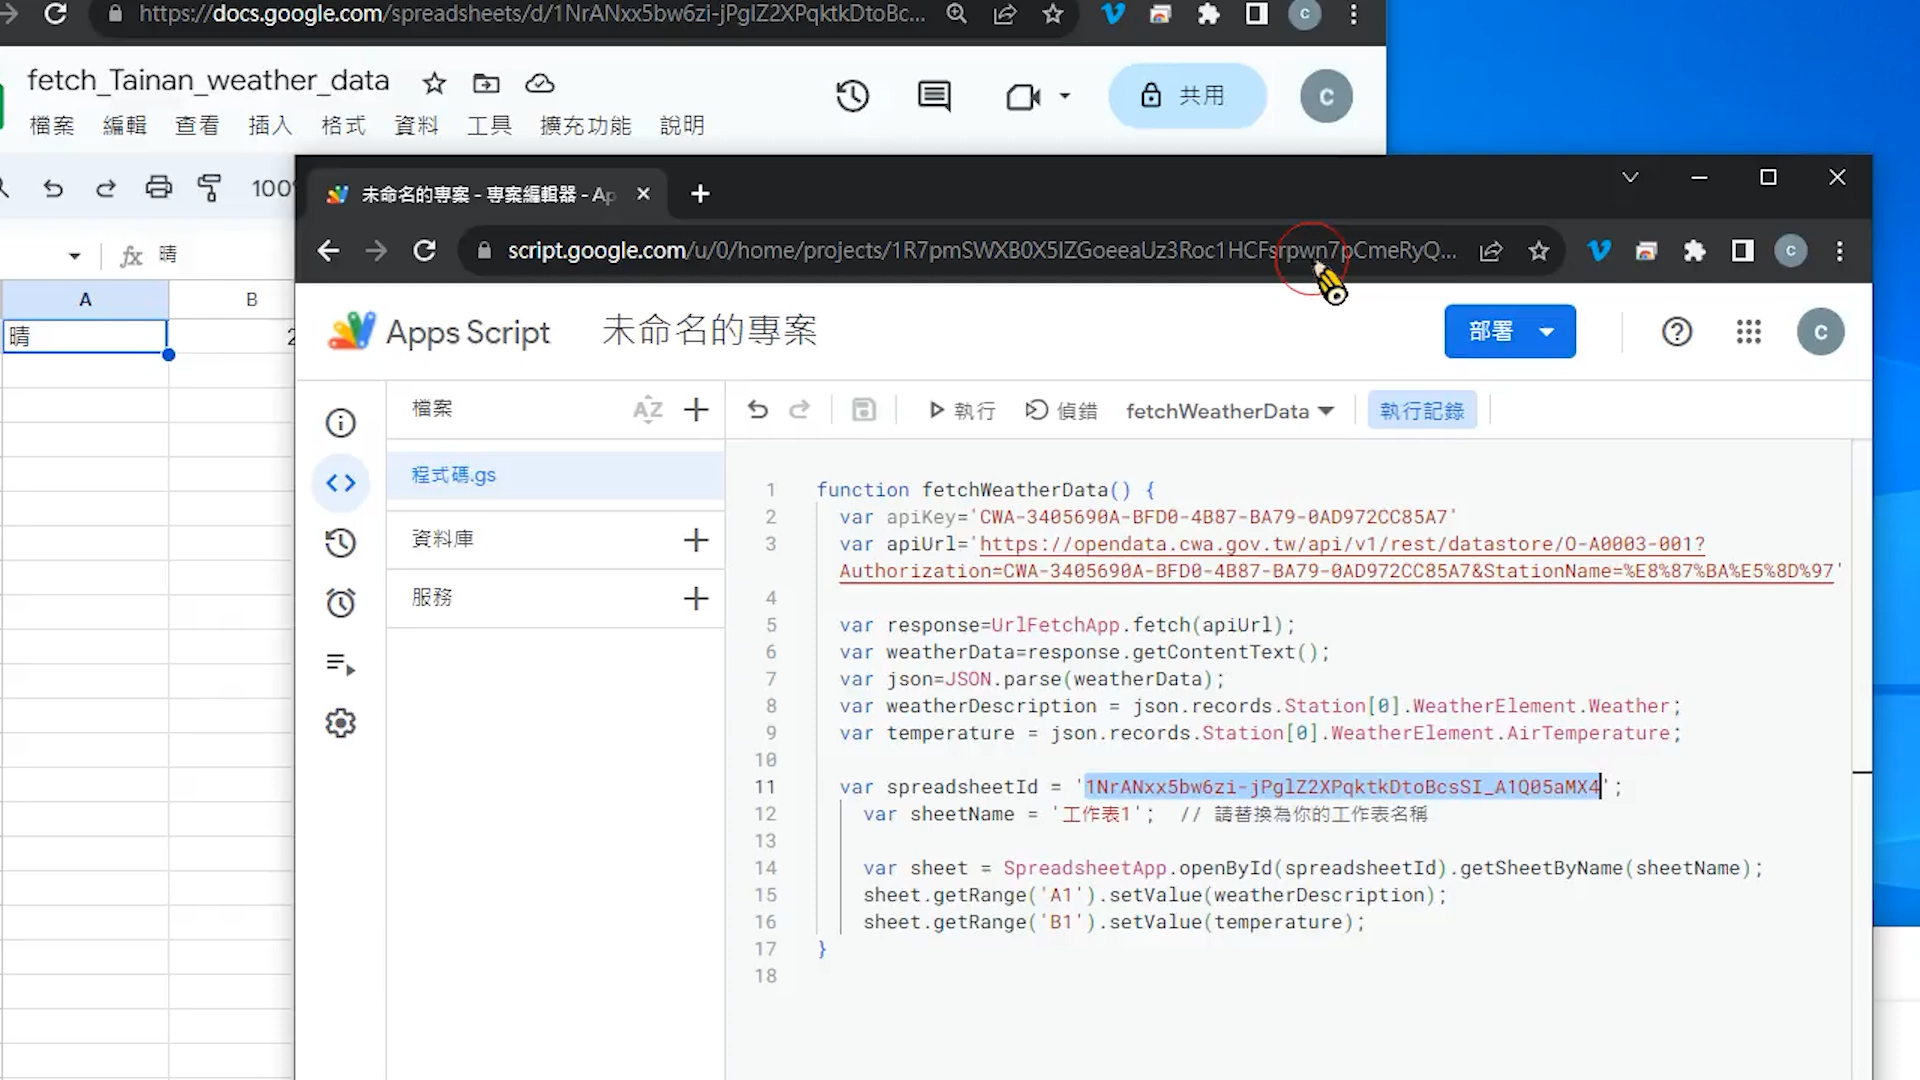 https://docs.google.com/spreadsheets/d/1NrANxx5bw6zi-jPglZ2XPqktkDtoBc...
fetch_Tainan_weather_data
共用
C
檔案 編輯 查看 插入 格式 資料 工具 擴充功能 說明
100
fx 晴
A B
晴 2
未命名的專案 - 專案編輯器 - Ap
script.google.com/u/0/home/projects/1R7pmSWXB0X5IZGoeeaUz3Roc1HCFsrpwn7pCmeRyQ...
Apps Script 未命名的專案
部署
C
檔案
AZ
執行 偵錯 fetchWeatherData 執行記錄
程式碼.gs
資料庫
服務
1 function fetchWeatherData() {
2 var apiKey='CWA-3405690A-BFD0-4B87-BA79-0AD972CC85A7'
3 var apiUrl='https://opendata.cwa.gov.tw/api/v1/rest/datastore/O-A0003-001?
Authorization=CWA-3405690A-BFD0-4B87-BA79-0AD972CC85A7&StationName=%E8%87%BA%E5%8D%97'
4
5 var response=UrlFetchApp.fetch(apiUrl);
6 var weatherData=response.getContentText();
7 var json=JSON.parse(weatherData);
8 var weatherDescription = json.records.Station[0].WeatherElement.Weather;
9 var temperature = json.records.Station[0].WeatherElement.AirTemperature;
10
11 var spreadsheetId = '1NrANxx5bw6zi-jPglZ2XPqktkDtoBcsSI_A1Q05aMX4';
12 var sheetName = '工作表1'; // 請替換為你的工作表名稱
13
14 var sheet = SpreadsheetApp.openById(spreadsheetId).getSheetByName(sheetName);
15 sheet.getRange('A1').setValue(weatherDescription);
16 sheet.getRange('B1').setValue(temperature);
17 }
18